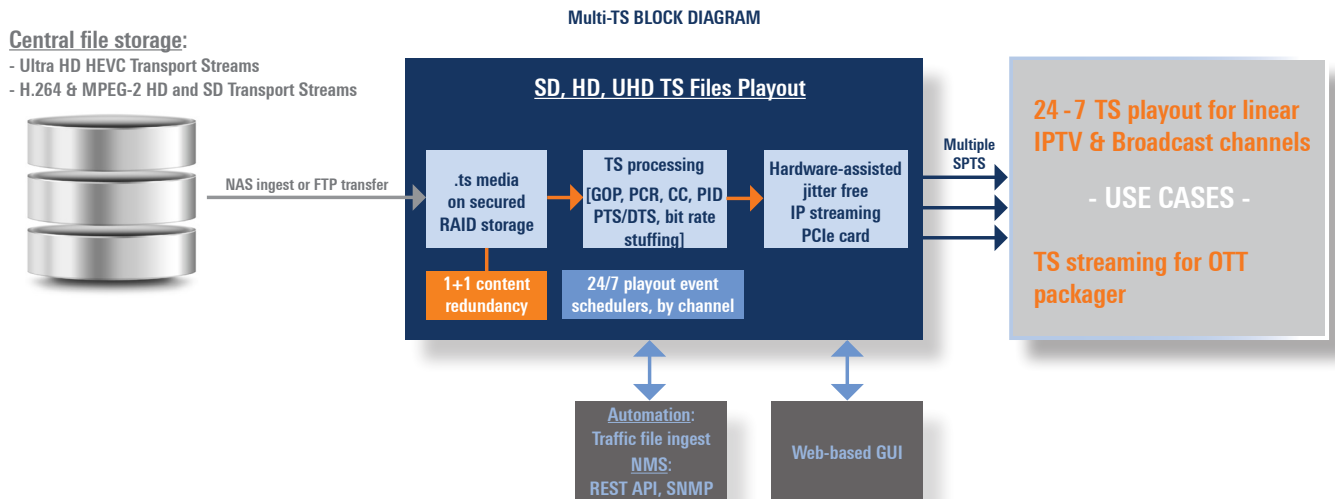 Multi-TS BLOCK DIAGRAM
Central file storage:
- Ultra HD HEVC Transport Streams
- H.264 & MPEG-2 HD and SD Transport Streams
NAS ingest or FTP transfer
SD, HD, UHD TS Files Playout
.ts media
on secured
RAID storage
TS processing
[GOP, PCR, CC, PID
PTS/DTS, bit rate
stuffing]
Hardware-assisted
jitter free
IP streaming
PCIe card
1+1 content
redundancy
24/7 playout event
schedulers, by channel
Multiple
SPTS
24-7 TS playout for linear
IPTV & Broadcast channels
- USE CASES -
TS streaming for OTT
packager
Automation:
Traffic file ingest
NMS:
REST API, SNMP
Web-based GUI